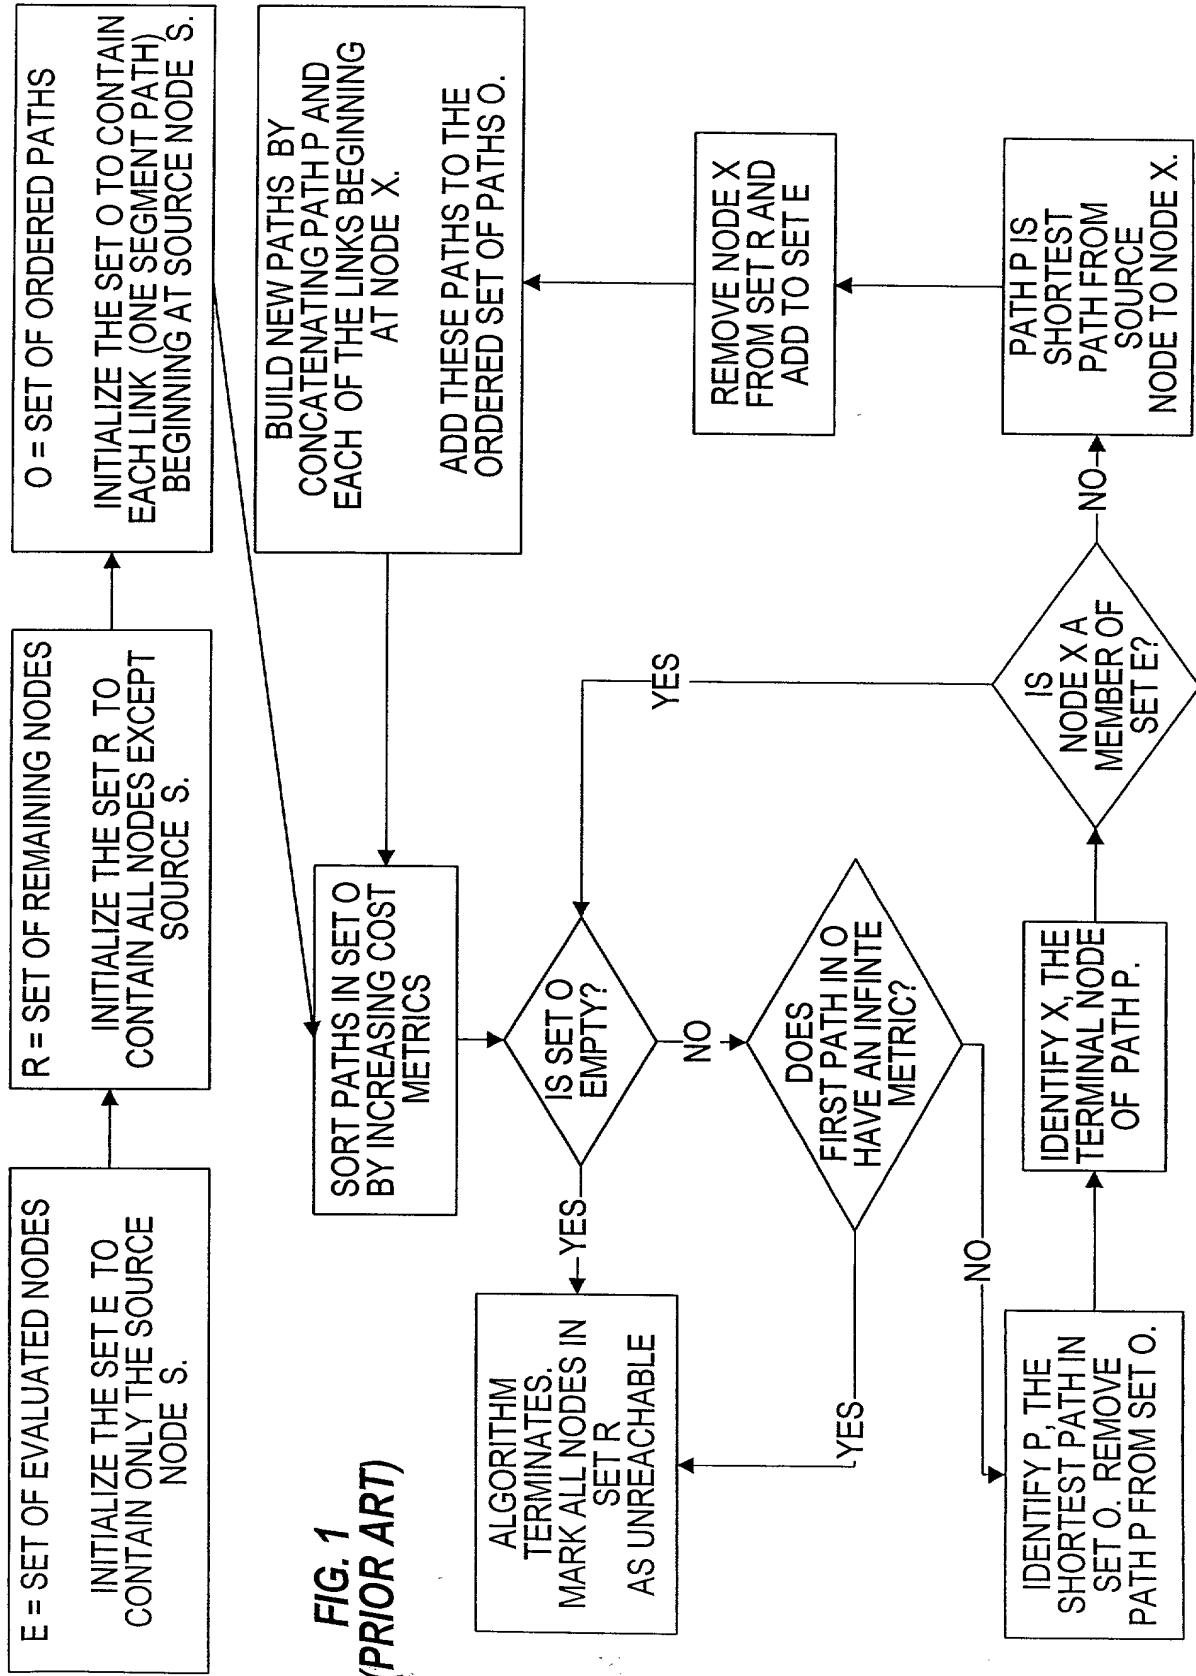 E = SET OF EVALUATED NODES
INITIALIZE THE SET E TO
CONTAIN ONLY THE SOURCE
NODE S.
R = SET OF REMAINING NODES
INITIALIZE THE SET R TO
CONTAIN ALL NODES EXCEPT
SOURCE S.
O = SET OF ORDERED PATHS
INITIALIZE THE SET O TO CONTAIN
EACH LINK (ONE SEGMENT PATH)
BEGINNING AT SOURCE NODE S.
SORT PATHS IN SET O
BY INCREASING COST
METRICS
BUILD NEW PATHS BY
CONCATENATING PATH P AND
EACH OF THE LINKS BEGINNING
AT NODE X.
ADD THESE PATHS TO THE
ORDERED SET OF PATHS O.
IS SET O
EMPTY?
YES
NO
ALGORITHM
TERMINATES.
MARK ALL NODES IN
SET R
AS UNREACHABLE
DOES
FIRST PATH IN O
HAVE AN INFINITE
METRIC?
YES
NO
IDENTIFY P, THE
SHORTEST PATH IN
SET O. REMOVE
PATH P FROM SET O.
IDENTIFY X, THE
TERMINAL NODE
OF PATH P.
IS
NODE X A
MEMBER OF
SET E?
YES
NO
PATH P IS
SHORTEST
PATH FROM
SOURCE
NODE TO NODE X.
REMOVE NODE X
FROM SET R AND
ADD TO SET E
FIG. 1
(PRIOR ART)